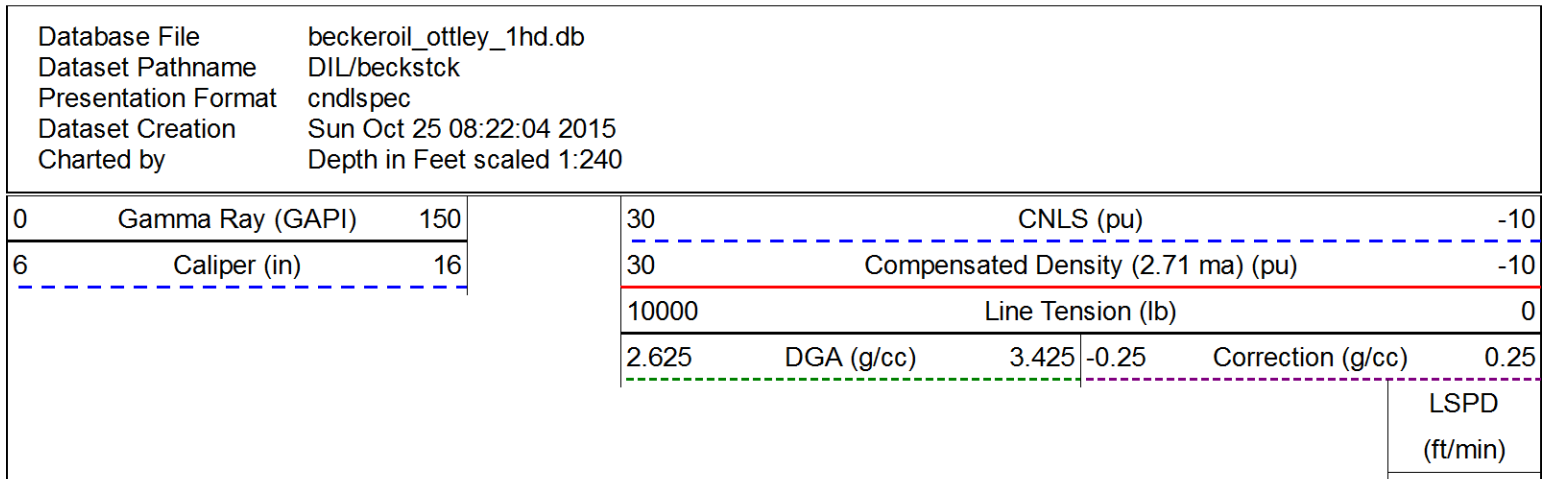 Database File beckeroil_ottley_1hd.db
Dataset Pathname DIL/beckstck
Presentation Format cndlspec
Dataset Creation Sun Oct 25 08:22:04 2015
Charted by Depth in Feet scaled 1:240
0 Gamma Ray (GAPI) 150
6 Caliper (in) 16
30 CNLS (pu) -10
30 Compensated Density (2.71 ma) (pu) -10
10000 Line Tension (lb) 0
2.625 DGA (g/cc) 3.425 -0.25 Correction (g/cc) 0.25
LSPD
(ft/min)